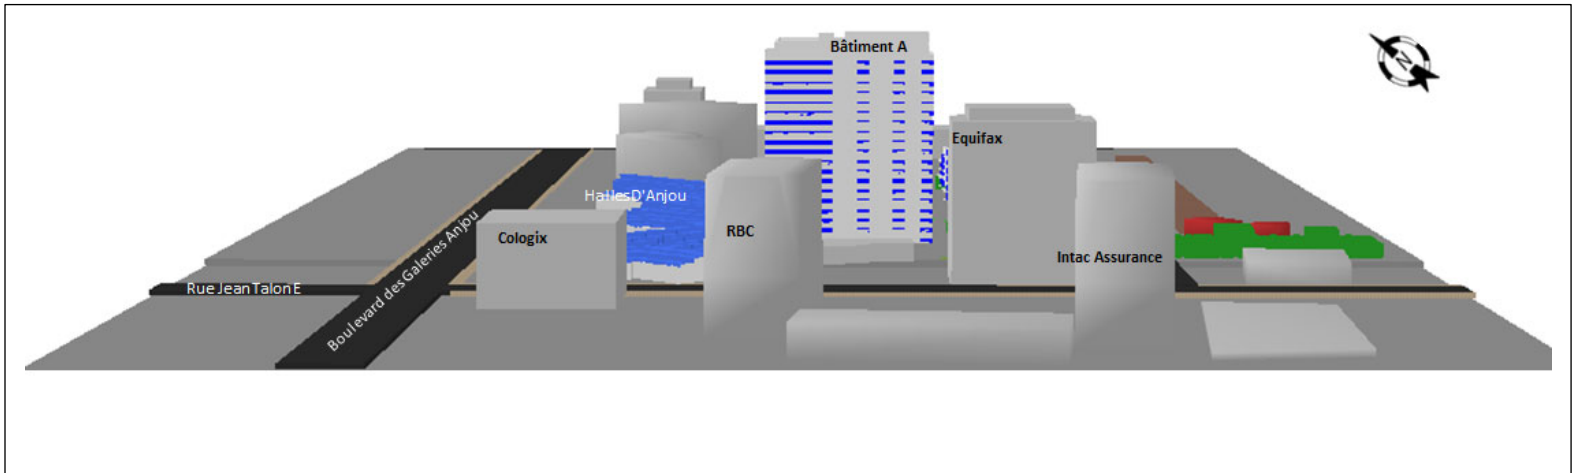 Bâtiment A
N
Equifax
HallesD'Anjou
RBC
Cologix
Intac Assurance
Boulevard des Galeries Anjou
Rue Jean Talon E